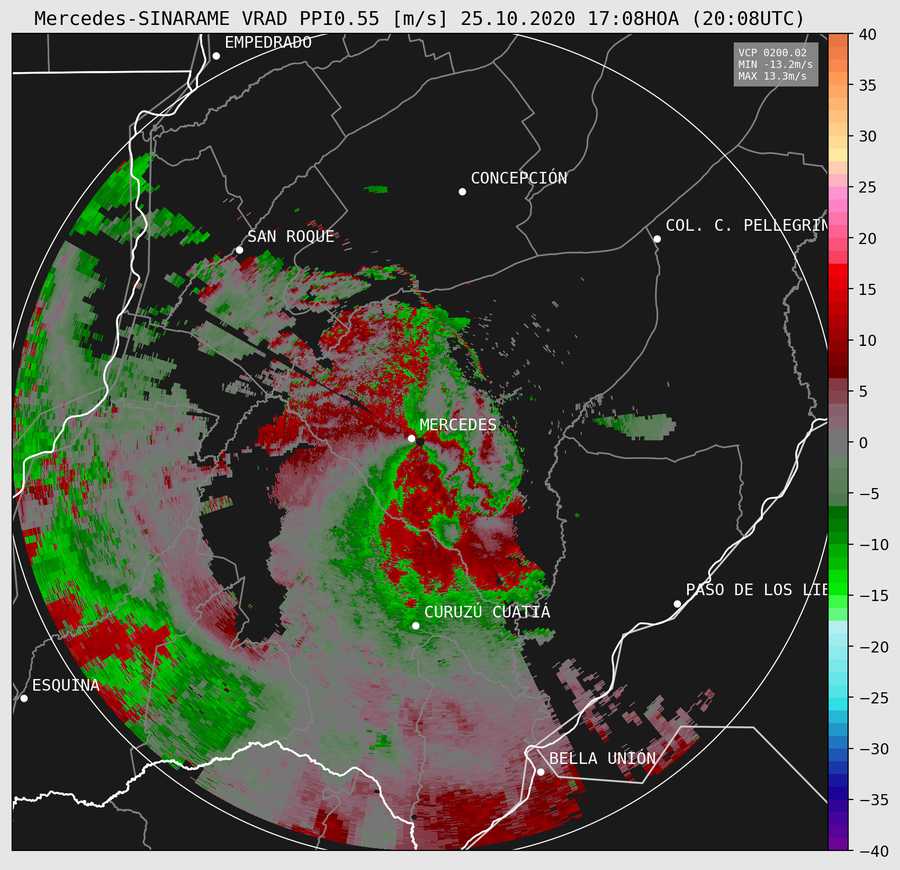 Mercedes-SINARAME VRAD PPI0.55 [m/s] 25.10.2020 17:08HOA (20:08UTC)
EMPEDRADO
VCP 0200.02
MIN -13.2m/s
MAX 13.3m/s
CONCEPCIÓN
COL. C. PELLEGRIN
SAN ROQUE
MERCEDES
PASO DE LOS LIE
CURUZÚ CUATIÁ
ESQUINA
BELLA UNIÓN
40
35
30
25
20
15
10
5
0
−5
−10
−15
−20
−25
−30
−35
−40